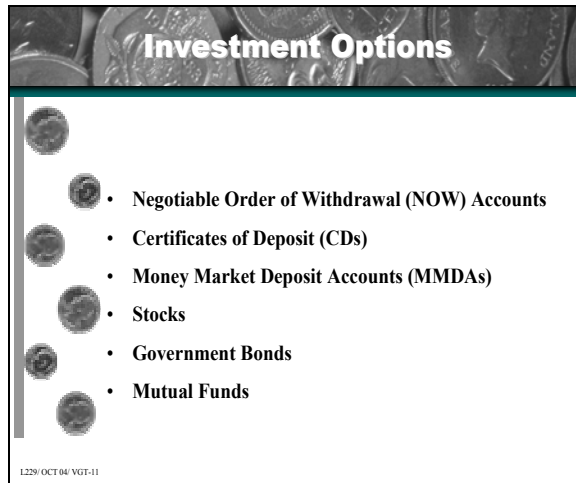 Investment Options
• Negotiable Order of Withdrawal (NOW) Accounts
• Certificates of Deposit (CDs)
• Money Market Deposit Accounts (MMDAs)
• Stocks
• Government Bonds
• Mutual Funds
L229/ OCT 04/ VGT-11